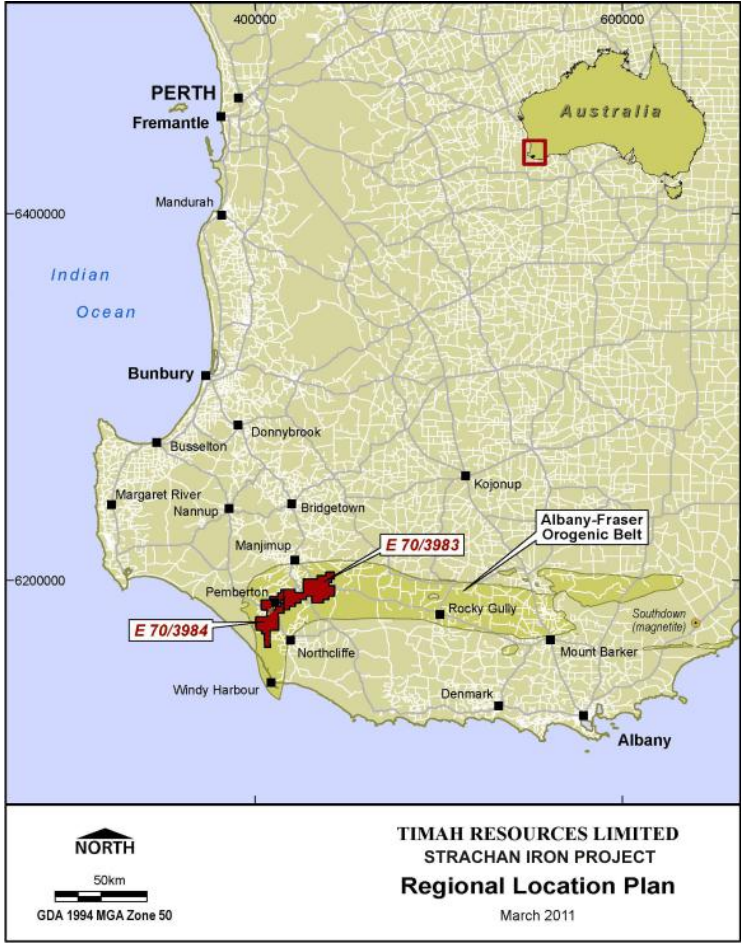 400000
600000
PERTH
Fremantle
Australia
6400000
Mandurah
Indian
Ocean
Bunbury
Donnybrook
Busselton
Kojonup
Margaret River
Nannup
Bridgetown
Albany-Fraser
Orogenic Belt
Manjimup
E 70/3983
6200000
Pemberton
Rocky Gully
Southdown
(magnetite)
E 70/3984
Northcliffe
Mount Barker
Windy Harbour
Denmark
Albany
NORTH
50km
GDA 1994 MGA Zone 50
TIMAH RESOURCES LIMITED
STRACHAN IRON PROJECT
Regional Location Plan
March 2011